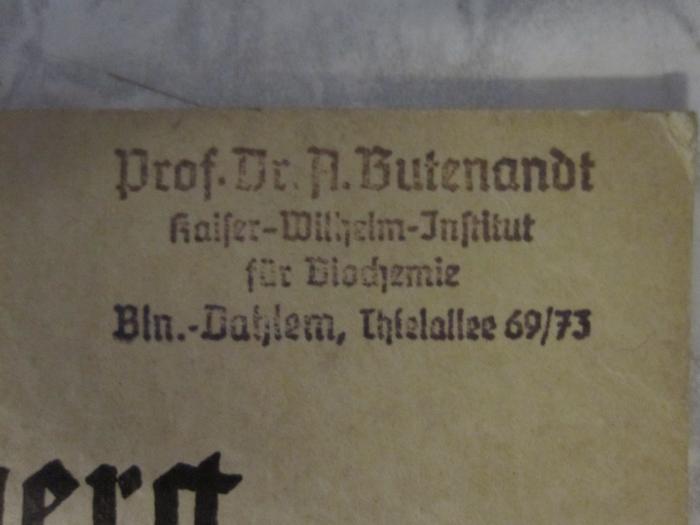 Prof. Dr. A. Butenandt
Kaiser-Wilhelm-Institut
für Biochemie
Bln.-Dahlem, Thielallee 69/73